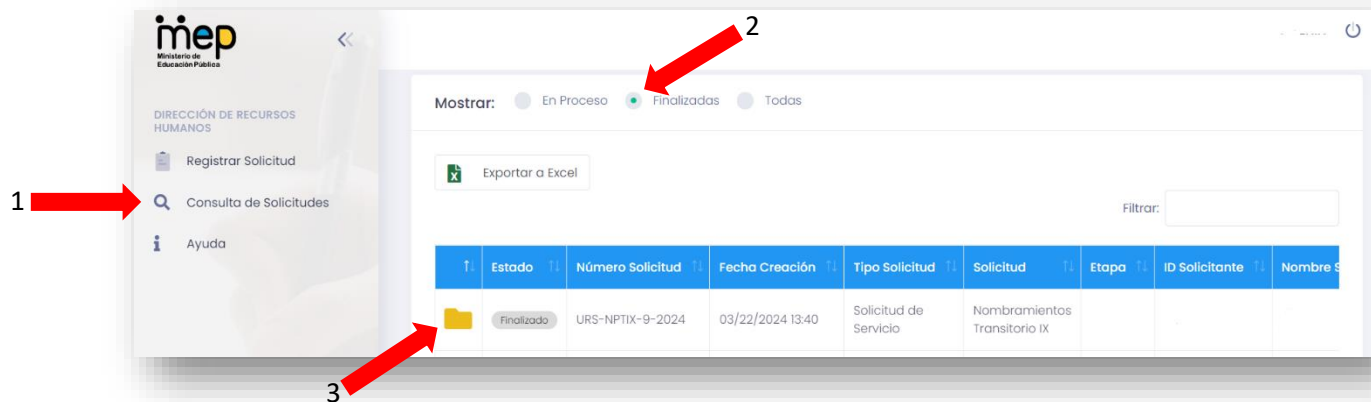 mep
Ministerio de
Educación Pública
2
DIRECCIÓN DE RECURSOS
HUMANOS
Registrar Solicitud
1
Consulta de Solicitudes
Ayuda
Mostrar: En Proceso Finalizadas Todas
Exportar a Excel
Filtrar:
Estado Número Solicitud Fecha Creación Tipo Solicitud Solicitud Etapa ID Solicitante Nombre S
Finalizado URS-NPTIX-9-2024 03/22/2024 13:40 Solicitud de Nombramientos
Servicio Transitorio IX
3